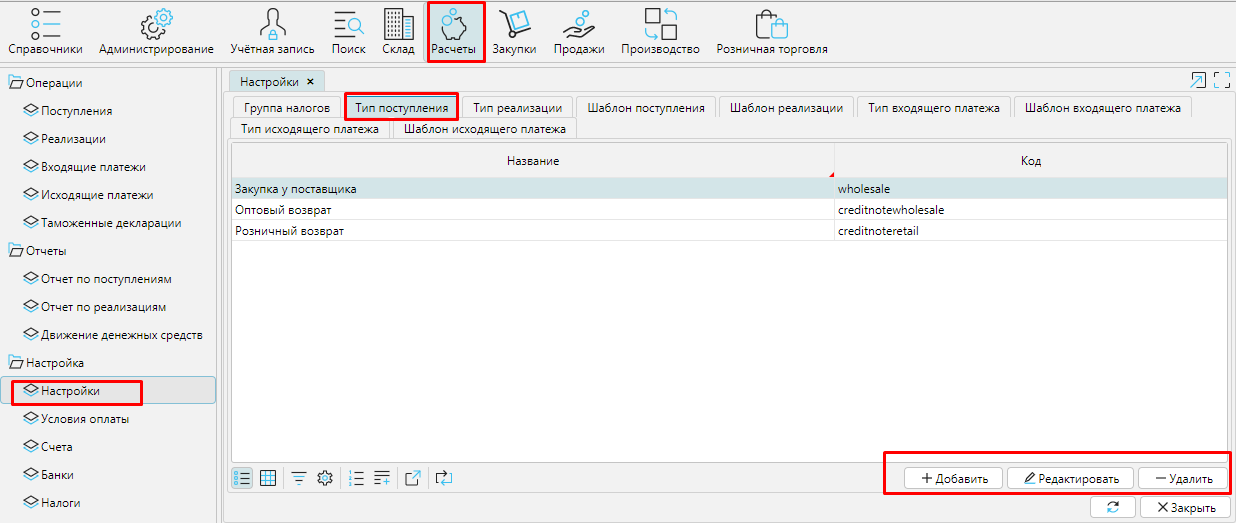 Справочники Администрирование Учётная запись Поиск Склад Расчеты Закупки Продажи Производство Розничная торговля
Операции
Поступления
Реализации
Входящие платежи
Исходящие платежи
Таможенные декларации
Отчеты
Отчет по поступлениям
Отчет по реализациям
Движение денежных средств
Настройка
Настройки
Условия оплаты
Счета
Банки
Налоги
Настройки
Группа налогов Тип поступления Тип реализации Шаблон поступления Шаблон реализации Тип входящего платежа Шаблон входящего платежа
Тип исходящего платежа Шаблон исходящего платежа
Название Код
Закупка у поставщика wholesale
Оптовый возврат creditnotewholesale
Розничный возврат creditnoteretail
Добавить Редактировать Удалить
Закрыть